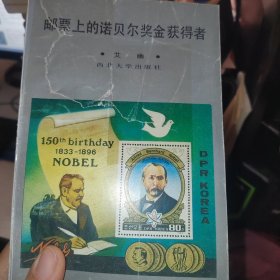 邮票上的诺贝尔奖金获得者
艾 幽
西北大学出版社
150th birthday
1833-1896
NOBEL
DPR KOREA
80